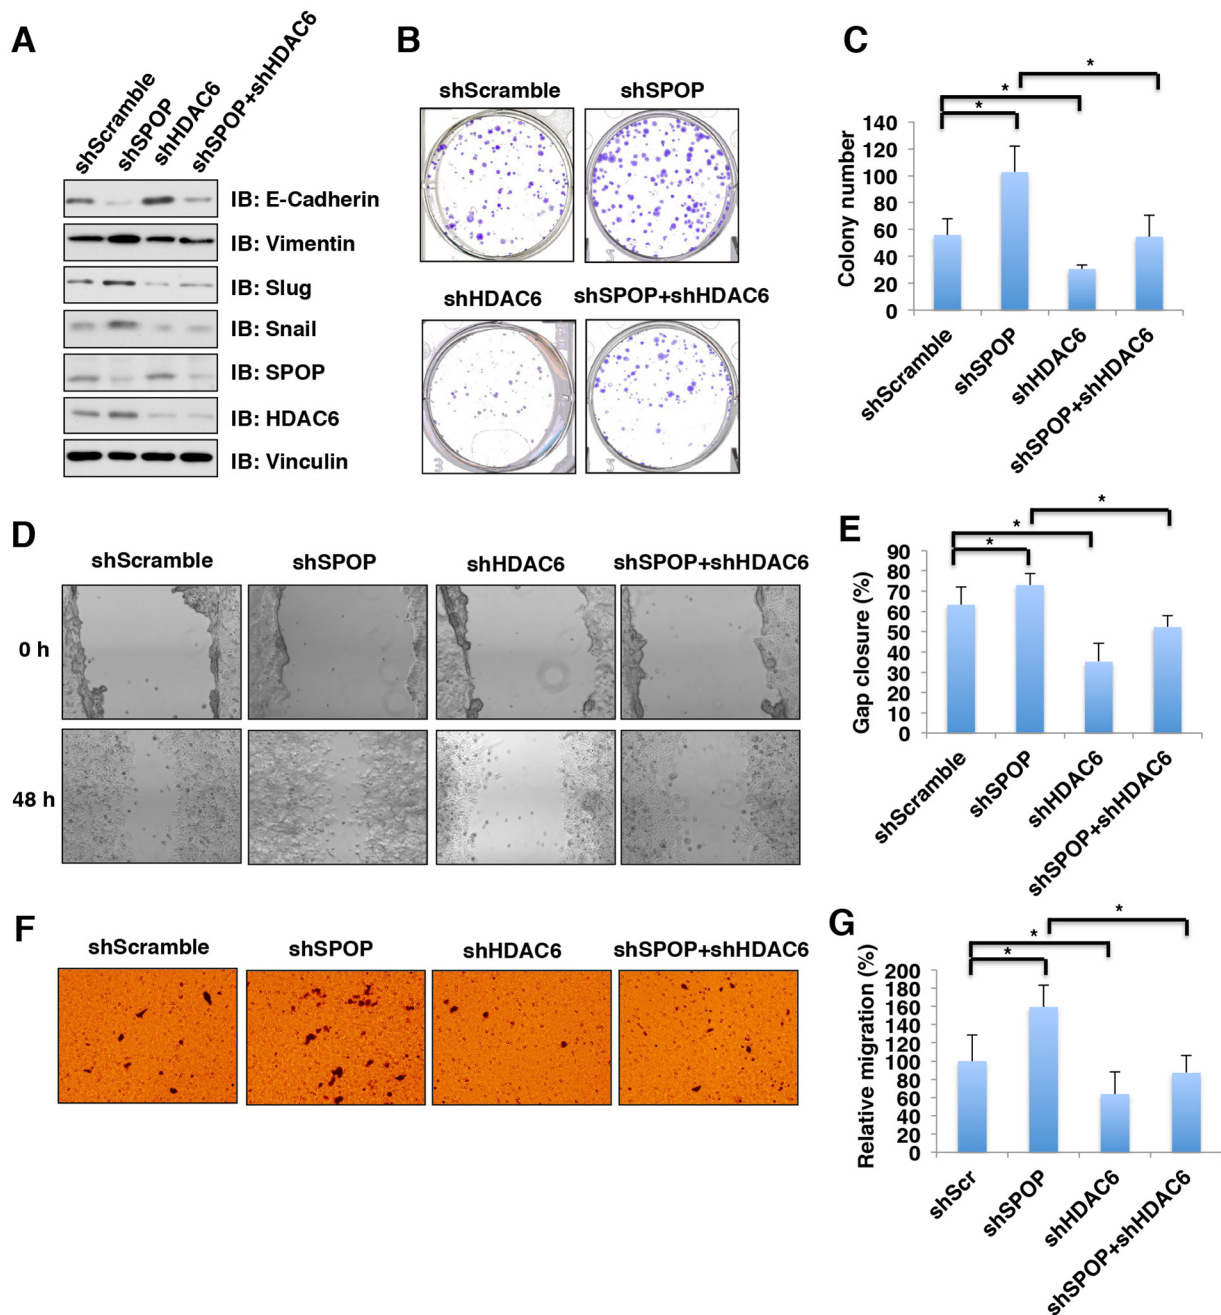 A
shScramble
shSPOP
shHDAC6
shSPOP+shHDAC6
IB: E-Cadherin
IB: Vimentin
IB: Slug
IB: Snail
IB: SPOP
IB: HDAC6
IB: Vinculin
B
shScramble shSPOP
shHDAC6 shSPOP+shHDAC6
C
*
*
*
Colony number
140
120
100
80
60
40
20
0
shScramble
shSPOP
shHDAC6
shSPOP+shHDAC6
D
shScramble shSPOP shHDAC6 shSPOP+shHDAC6
0 h
48 h
E
*
*
*
Gap closure (%)
90
80
70
60
50
40
30
20
10
0
shScramble
shSPOP
shHDAC6
shSPOP+shHDAC6
F
shScramble shSPOP shHDAC6 shSPOP+shHDAC6
G
*
*
*
Relative migration (%)
200
180
160
140
120
100
80
60
40
20
0
shScr
shSPOP
shHDAC6
shSPOP+shHDAC6